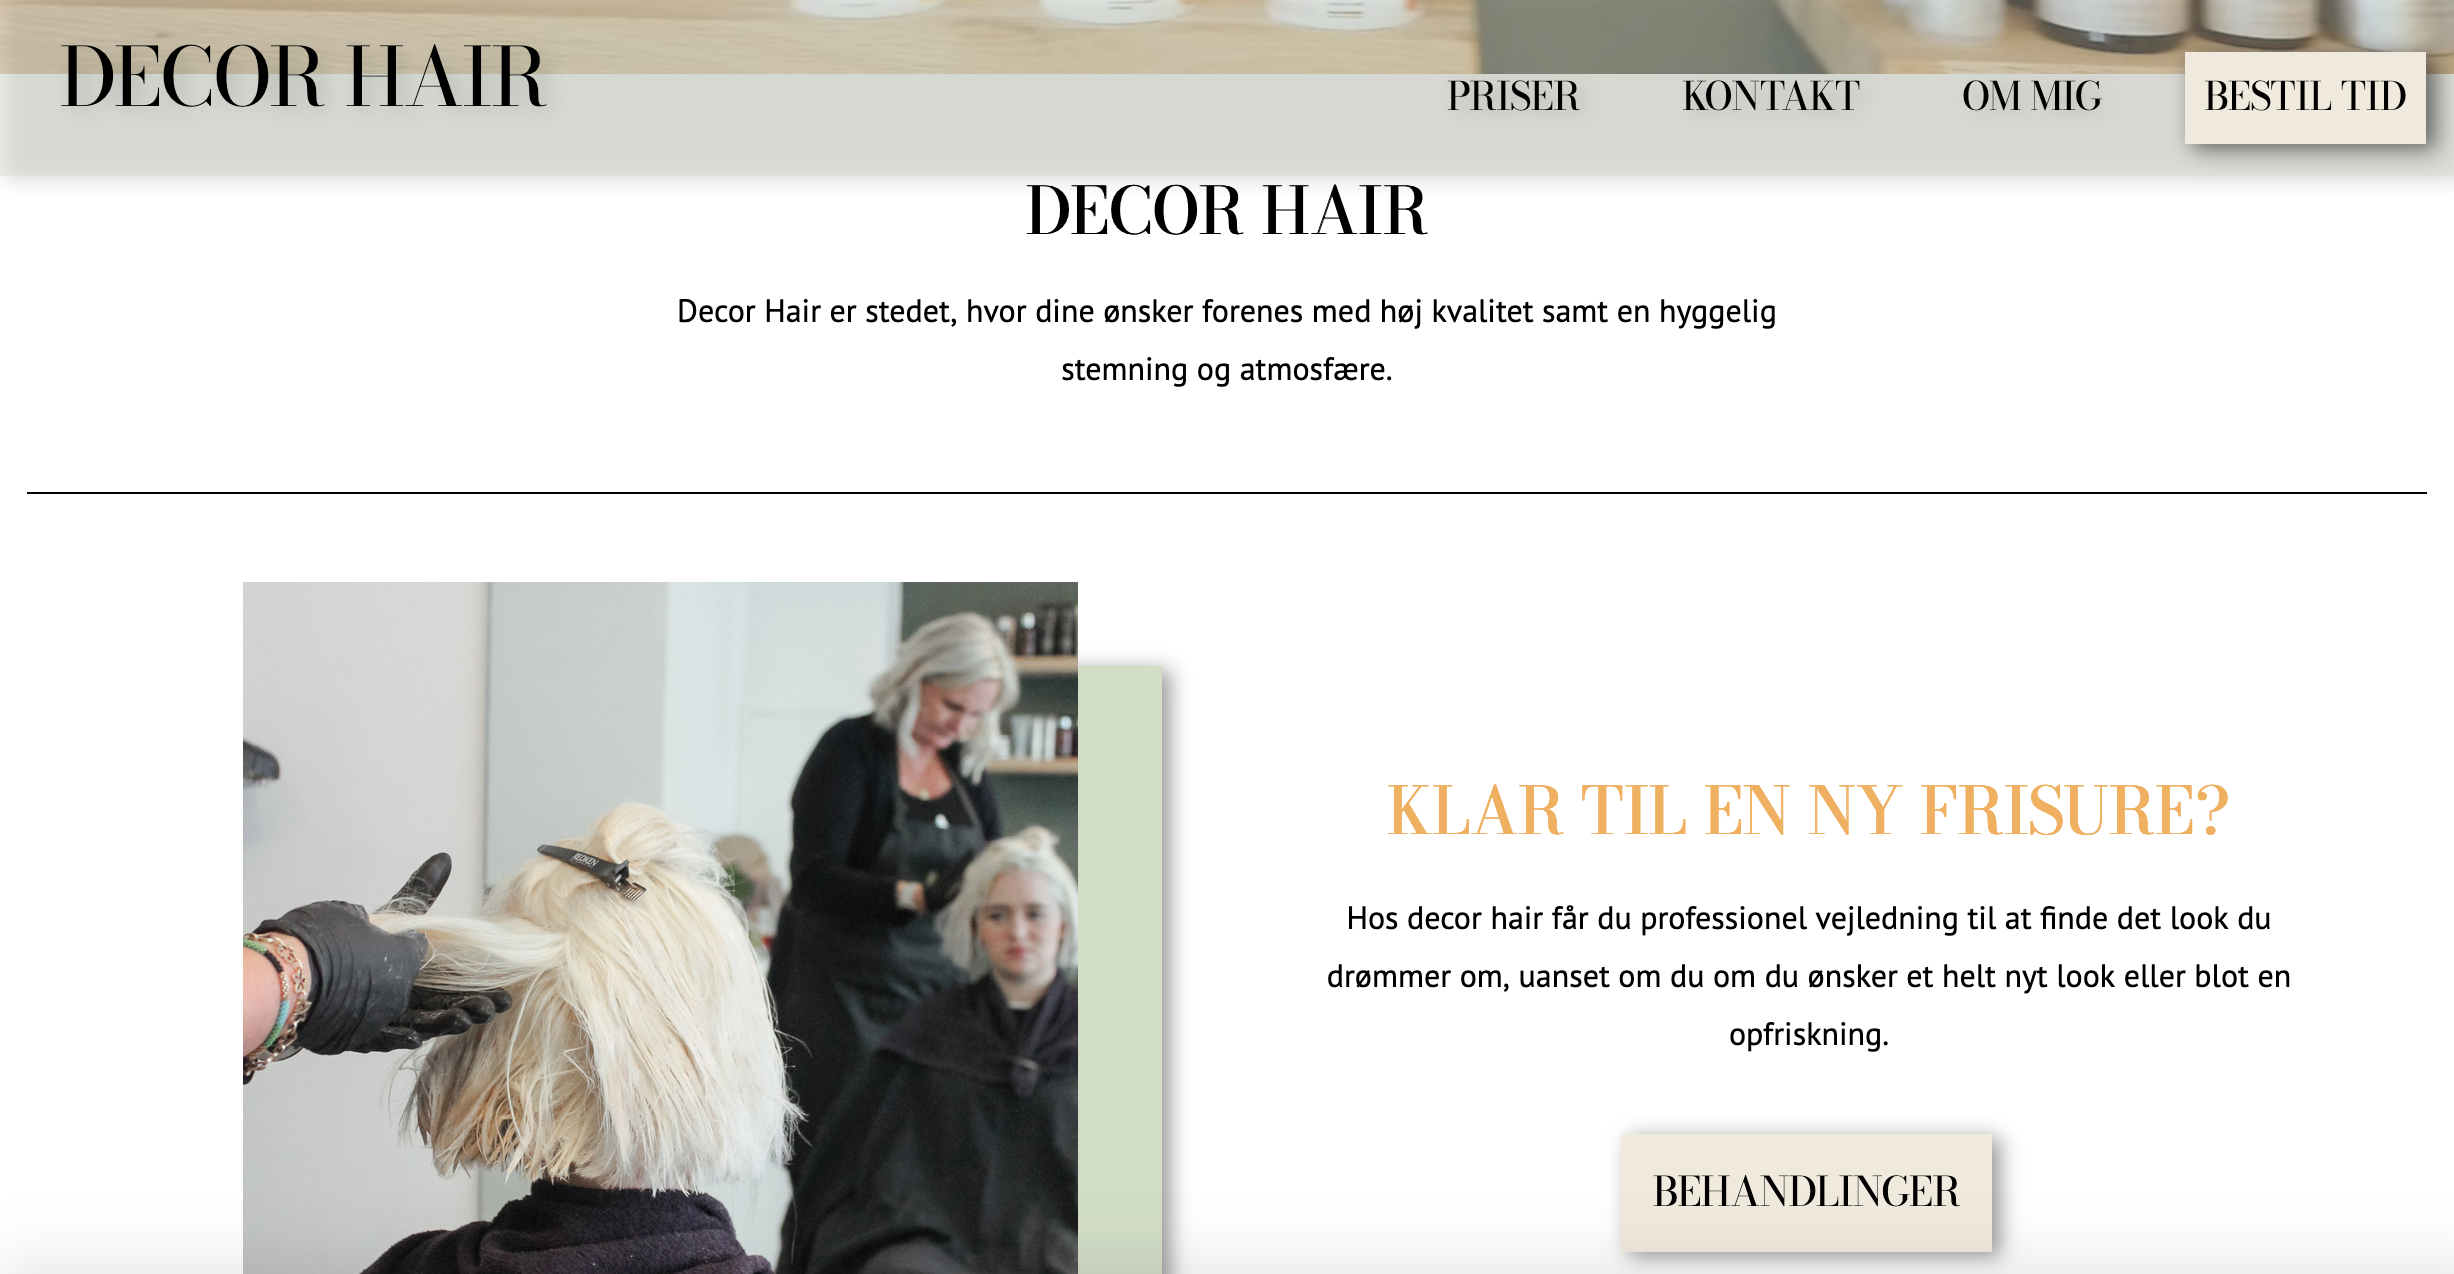 DECOR HAIR
PRISER
KONTAKT
OM MIG
BESTIL TID
DECOR HAIR
Decor Hair er stedet, hvor dine ønsker forenes med høj kvalitet samt en hyggelig
stemning og atmosfære.
REDKEN
KLAR TIL EN NY FRISURE?
Hos decor hair får du professionel vejledning til at finde det look du
drømmer om, uanset om du om du ønsker et helt nyt look eller blot en
opfriskning.
BEHANDLINGER